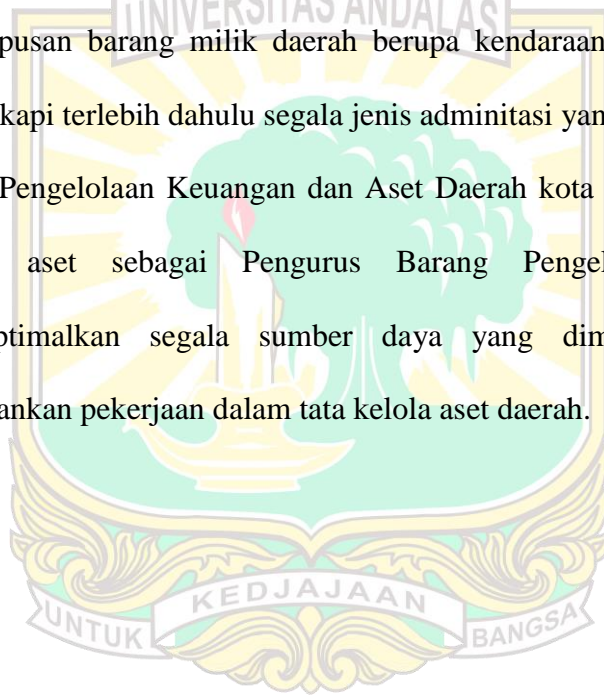 UNIVERSITAS ANDALAS
pusan barang milik daerah berupa kendaraan
kapi terlebih dahulu segala jenis adminitasi yan
Pengelolaan Keuangan dan Aset Daerah kota
aset sebagai Pengurus Barang Pengel
ptimalkan segala sumber daya yang dim
ankan pekerjaan dalam tata kelola aset daerah.
UNTUK KEDJAJAAN BANGSA